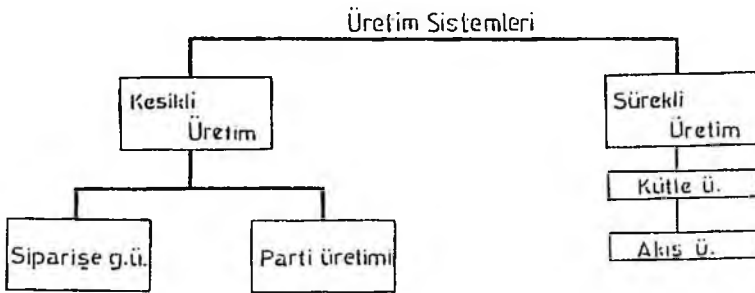 Üretim Sistemleri
Kesikli
Üretim
Sürekli
Üretim
Kütle ü.
Siparişe g.ü.
Parti üretimi
Akış ü.